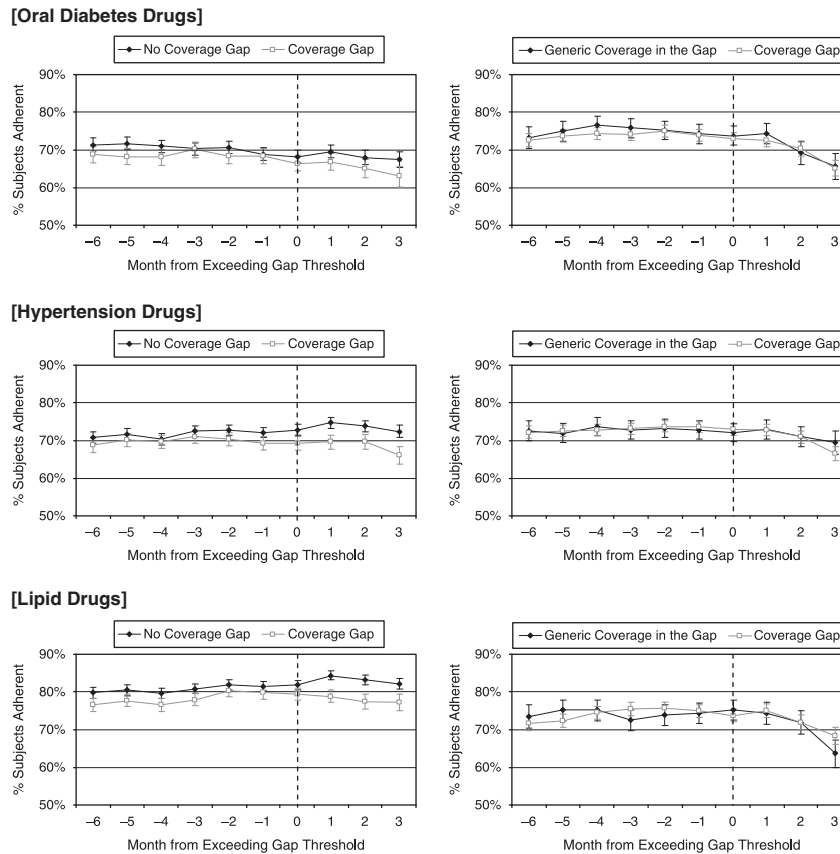 [Oral Diabetes Drugs]
No Coverage Gap Coverage Gap
90%
80%
70%
60%
50%
% Subjects Adherent
–6 –5 –4 –3 –2 –1 0 1 2 3
Month from Exceeding Gap Threshold
Generic Coverage in the Gap Coverage Gap
90%
80%
70%
60%
50%
% Subjects Adherent
–6 –5 –4 –3 –2 –1 0 1 2 3
Month from Exceeding Gap Threshold
[Hypertension Drugs]
No Coverage Gap Coverage Gap
90%
80%
70%
60%
50%
% Subjects Adherent
–6 –5 –4 –3 –2 –1 0 1 2 3
Month from Exceeding Gap Threshold
Generic Coverage in the Gap Coverage Gap
90%
80%
70%
60%
50%
% Subjects Adherent
–6 –5 –4 –3 –2 –1 0 1 2 3
Month from Exceeding Gap Threshold
[Lipid Drugs]
No Coverage Gap Coverage Gap
90%
80%
70%
60%
50%
% Subjects Adherent
–6 –5 –4 –3 –2 –1 0 1 2 3
Month from Exceeding Gap Threshold
Generic Coverage in the Gap Coverage Gap
90%
80%
70%
60%
50%
% Subjects Adherent
–6 –5 –4 –3 –2 –1 0 1 2 3
Month from Exceeding Gap Threshold